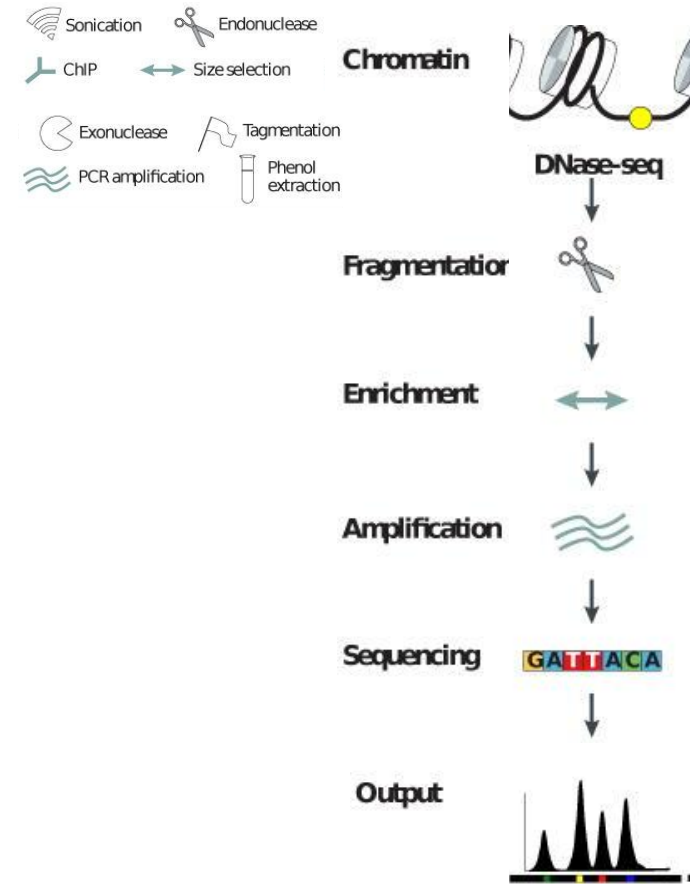 Sonication
Endonuclease
ChIP
Size selection
Exonuclease
Tagmentation
PCR amplification
Phenol
extraction
Chromatin
DNase-seq
Fragmentation
Enrichment
Amplification
Sequencing
GATTACA
Output